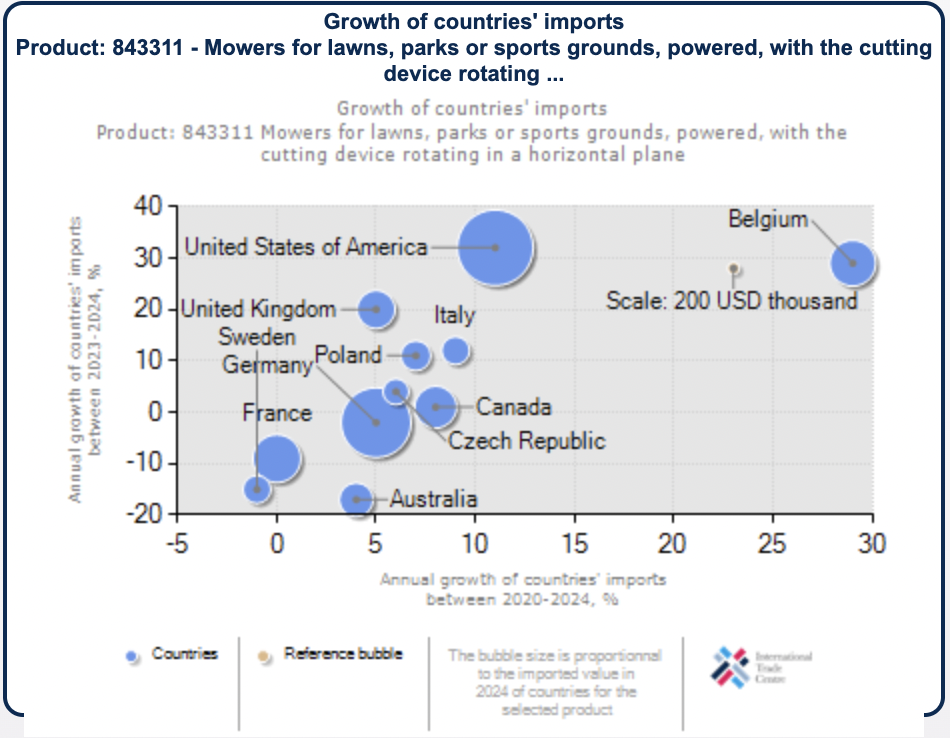 Growth of countries' imports
Product: 843311 - Mowers for lawns, parks or sports grounds, powered, with the cutting
device rotating ...
Growth of countries' imports
Product: 843311 Mowers for lawns, parks or sports grounds, powered, with the
cutting device rotating in a horizontal plane
Annual growth of countries' imports
between 2023-2024, %
40
30
20
10
0
-10
-20
Belgium
United States of America
Scale: 200 USD thousand
United Kingdom
Italy
Sweden
Poland
Germany
France
Canada
Czech Republic
Australia
-5
0
5
10
15
20
25
30
Annual growth of countries' imports
between 2020-2024, %
Countries
Reference bubble
The bubble size is proportionnal
to the imported value in
2024 of countries for the
selected product
International
Trade
Centre